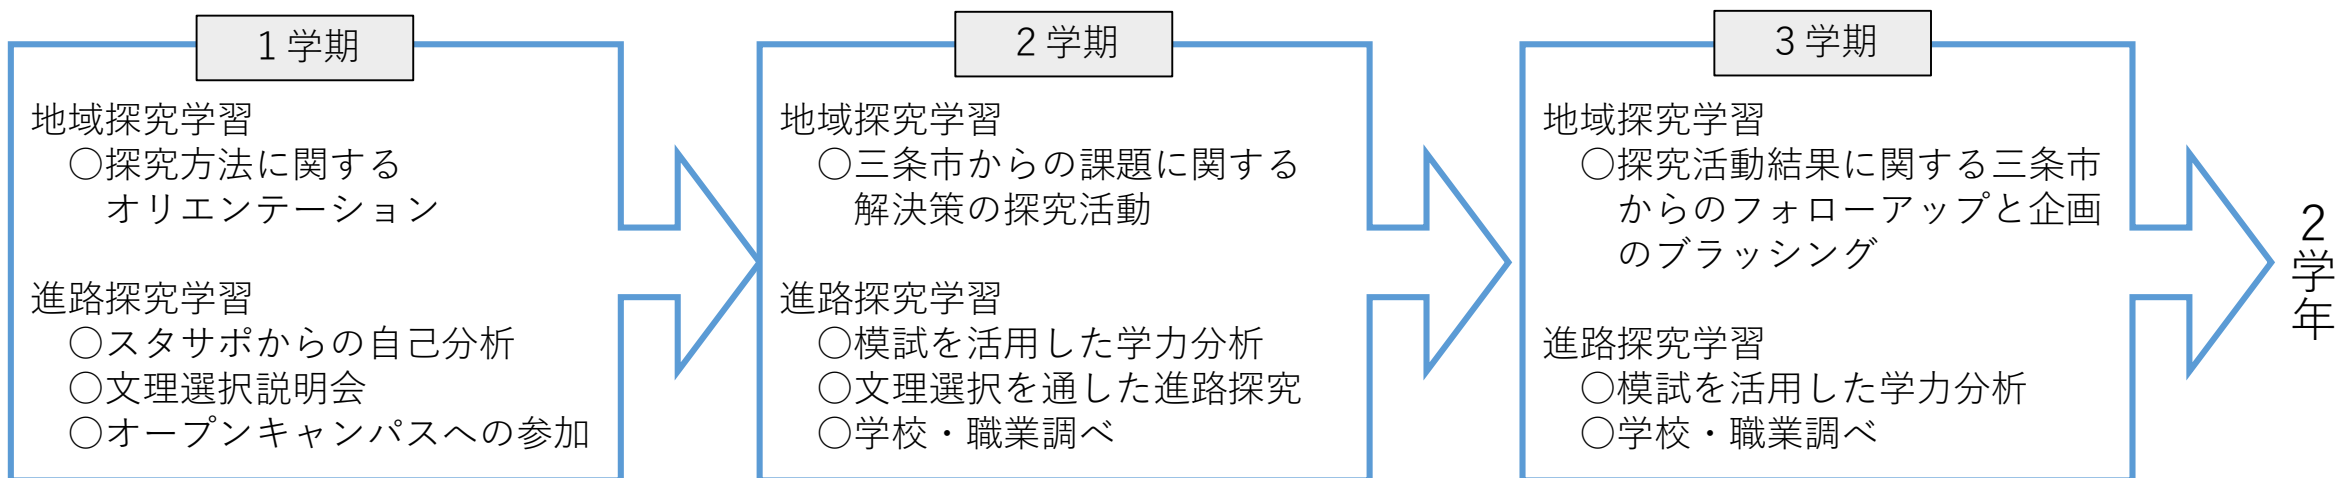 1学期
地域探究学習
○探究方法に関する
オリエンテーション
進路探究学習
○スタサポからの自己分析
○文理選択説明会
○オープンキャンパスへの参加
2学期
地域探究学習
○三条市からの課題に関する
解決策の探究活動
進路探究学習
○模試を活用した学力分析
○文理選択を通した進路探究
○学校・職業調べ
3学期
地域探究学習
○探究活動結果に関する三条市
からのフォローアップと企画
のブラッシング
進路探究学習
○模試を活用した学力分析
○学校・職業調べ
2学年